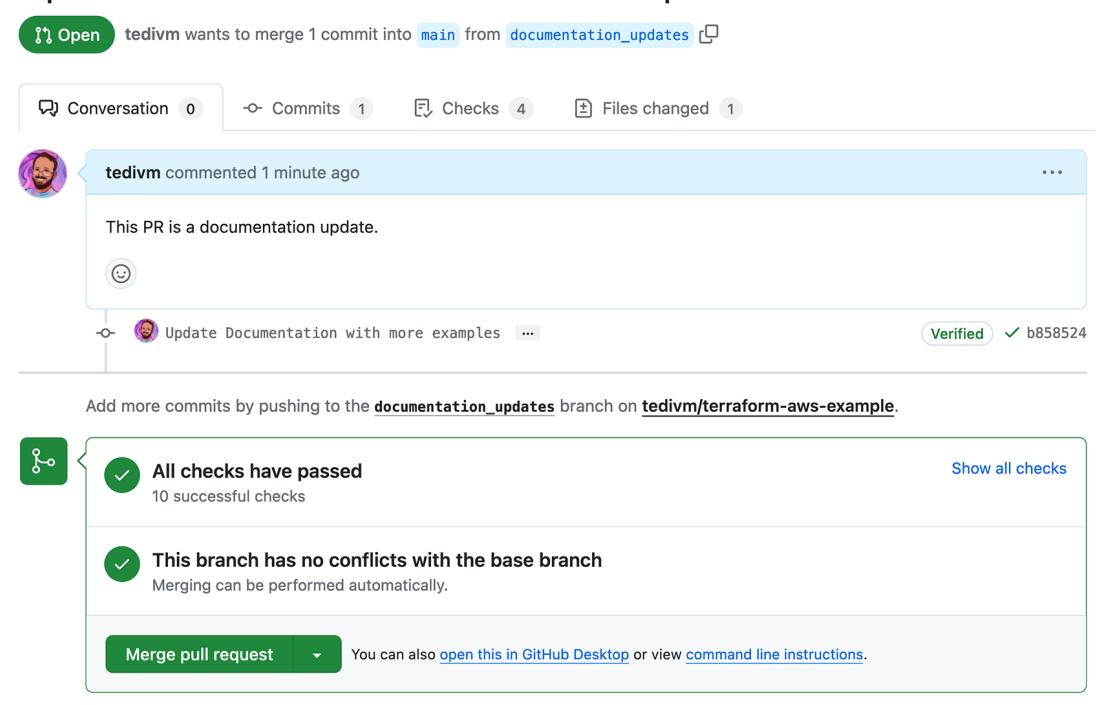 Open tedivm wants to merge 1 commit into main from documentation_updates
Conversation 0 Commits 1 Checks 4 Files changed 1
tedivm commented 1 minute ago
This PR is a documentation update.
Update Documentation with more examples ... Verified b858524
Add more commits by pushing to the documentation_updates branch on tedivm/terraform-aws-example.
All checks have passed Show all checks
10 successful checks
This branch has no conflicts with the base branch
Merging can be performed automatically.
Merge pull request You can also open this in GitHub Desktop or view command line instructions.